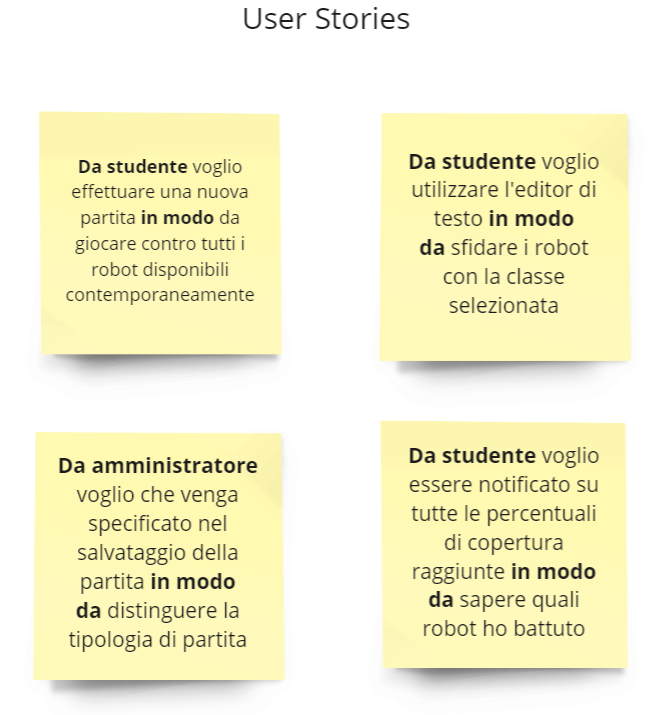 User Stories
Da studente voglio
effettuare una nuova
partita in modo da
giocare contro tutti i
robot disponibili
contemporaneamente
Da studente voglio
utilizzare l'editor di
testo in modo
da sfidare i robot
con la classe
selezionata
Da amministratore
voglio che venga
specificato nel
salvataggio della
partita in modo
da distinguere la
tipologia di partita
Da studente voglio
essere notificato su
tutte le percentuali
di copertura
raggiunte in modo
da sapere quali
robot ho battuto